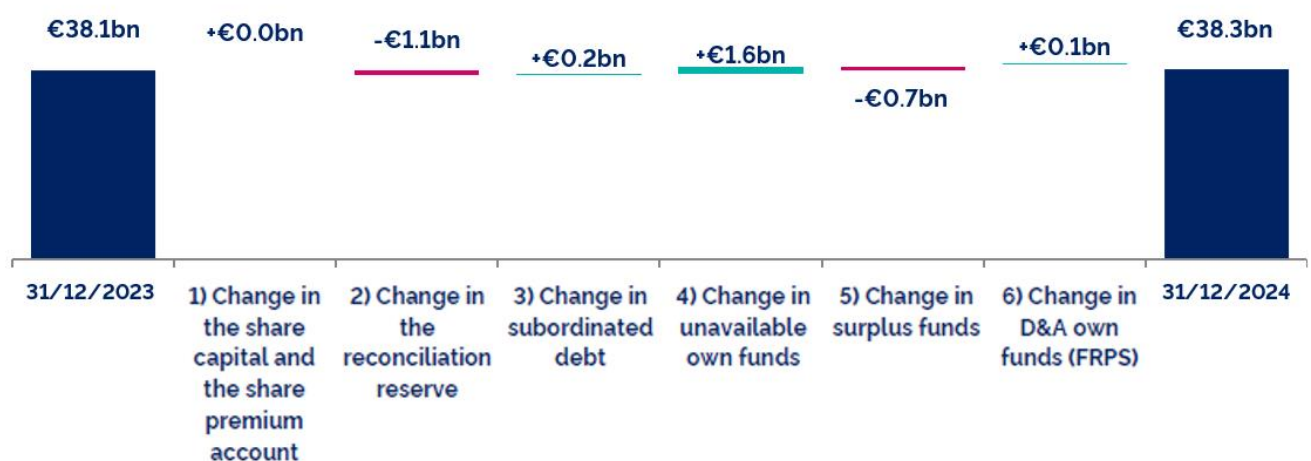 €38.1bn
+€0.0bn
-€1.1bn
+€0.2bn
+€1.6bn
-€0.7bn
+€0.1bn
€38.3bn
31/12/2023
1) Change in
the share
capital and
the share
premium
account
2) Change in
the
reconciliation
reserve
3) Change in
subordinated
debt
4) Change in
unavailable
own funds
5) Change in
surplus funds
6) Change in
D&A own
funds (FRPS)
31/12/2024